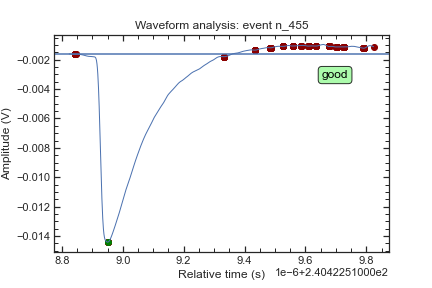 Waveform analysis: event n_455
Amplitude (V)
−0.002
−0.004
−0.006
−0.008
−0.010
−0.012
−0.014
good
8.8 9.0 9.2 9.4 9.6 9.8
Relative time (s)
1e−6+2.4042251000e2